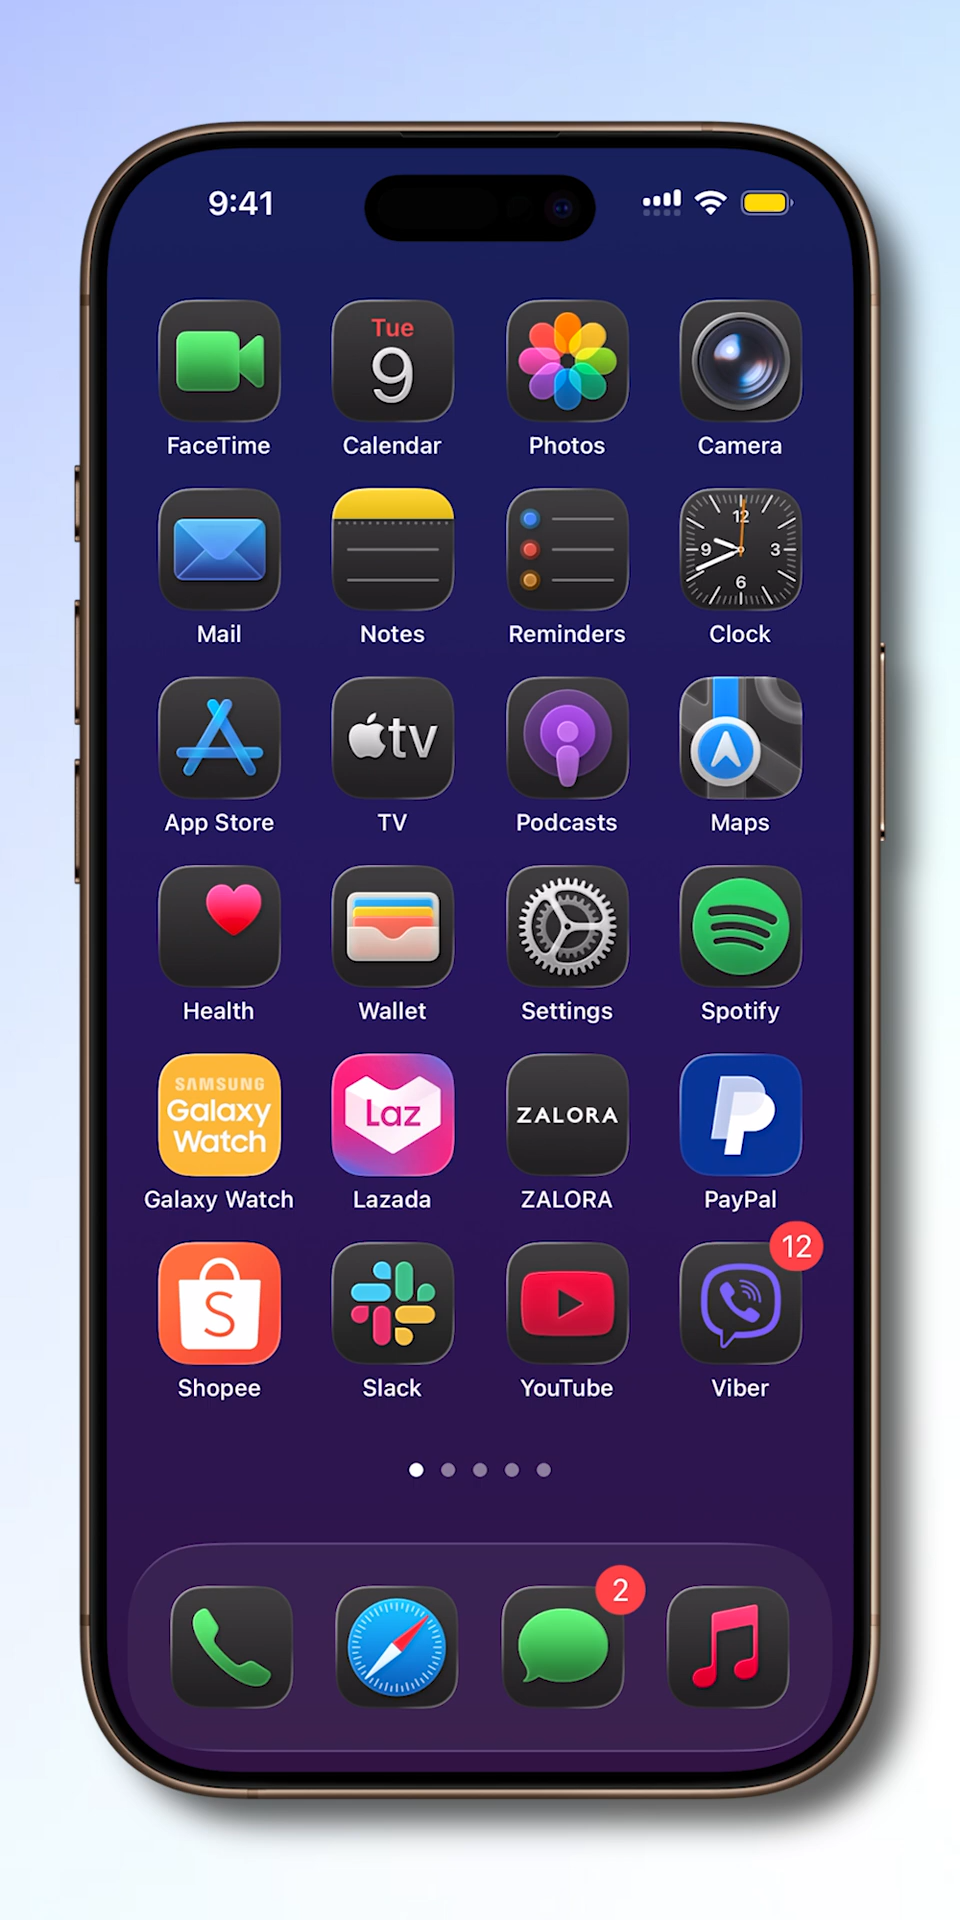 9:41
Tue
9
FaceTime
Calendar
Photos
Camera
12
9
3
6
Mail
Notes
Reminders
Clock
tv
App Store
TV
Podcasts
Maps
Health
Wallet
Settings
Spotify
SAMSUNG
Galaxy
Watch
Laz
ZALORA
Galaxy Watch
Lazada
ZALORA
PayPal
12
S
Shopee
Slack
YouTube
Viber
2